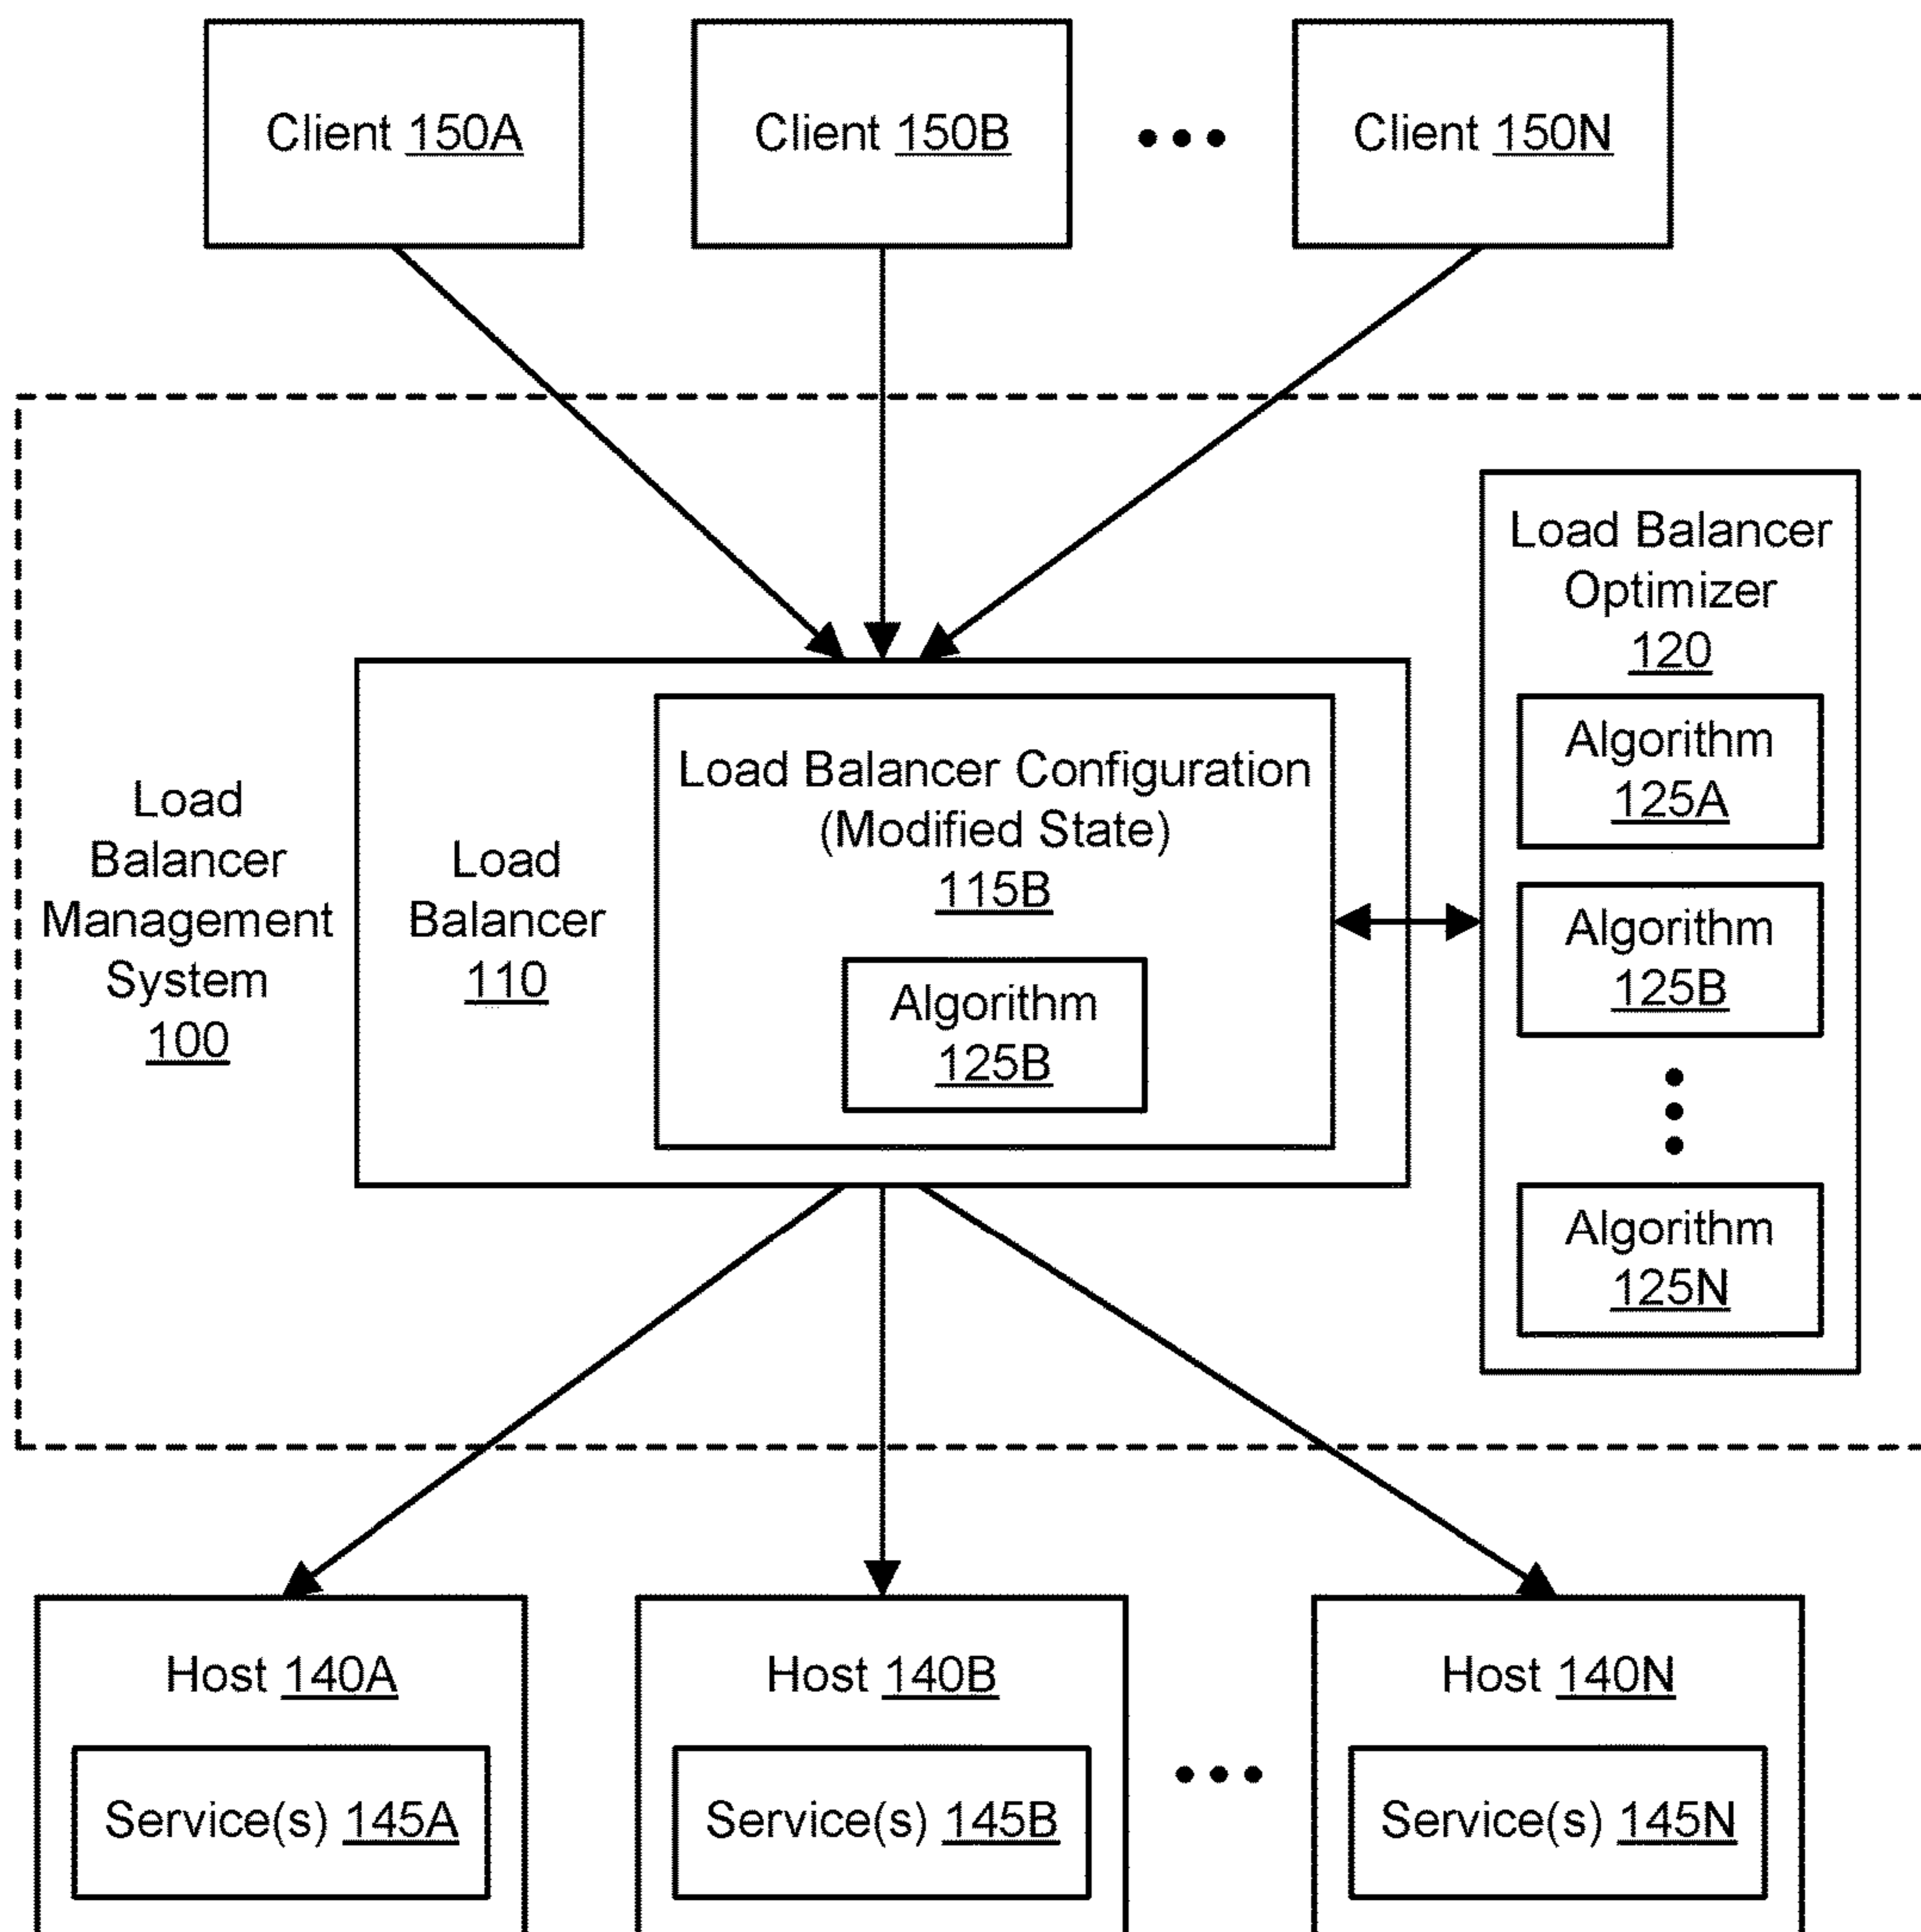 Client 150A
Client 150B
Client 150N
Load Balancer
Optimizer
120
Algorithm
125A
Algorithm
125B
Algorithm
125N
Load
Balancer
Management
System
100
Load
Balancer
110
Load Balancer Configuration
(Modified State)
115B
Algorithm
125B
Host 140A
Service(s) 145A
Host 140B
Service(s) 145B
Host 140N
Service(s) 145N